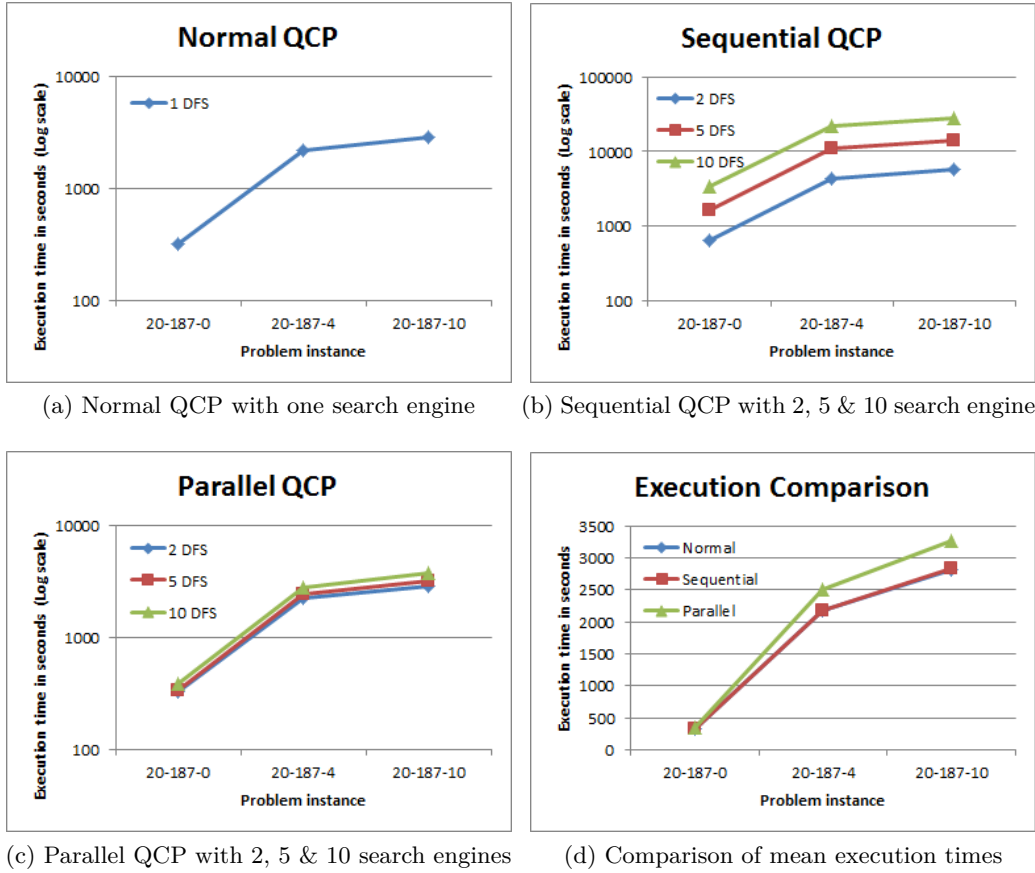 Normal QCP
Execution time in seconds (Log scale)
10000
1000
100
1 DFS
20-187-0 20-187-4 20-187-10
Problem instance
(a) Normal QCP with one search engine
Sequential QCP
Execution time in seconds (Log scale)
100000
10000
1000
100
2 DFS
5 DFS
10 DFS
20-187-0 20-187-4 20-187-10
Problem instance
(b) Sequential QCP with 2, 5 & 10 search engine
Parallel QCP
Execution time in seconds (Log scale)
10000
1000
100
2 DFS
5 DFS
10 DFS
20-187-0 20-187-4 20-187-10
Problem instance
(c) Parallel QCP with 2, 5 & 10 search engines
Execution Comparison
Execution time in seconds
3500
3000
2500
2000
1500
1000
500
0
Normal
Sequential
Parallel
20-187-0 20-187-4 20-187-10
Problem instance
(d) Comparison of mean execution times